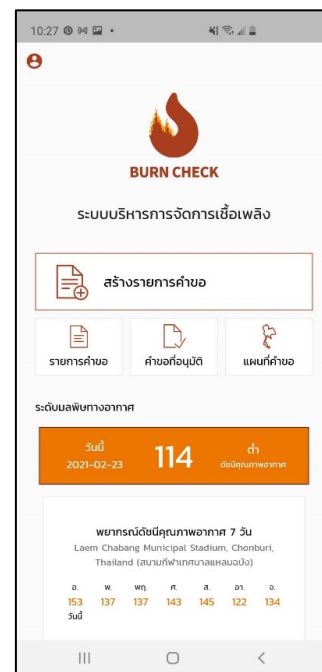 10:27
BURN CHECK
ระบบบริหารการจัดการเชื้อเพลิง
สร้างรายการคำขอ
รายการคำขอ
คำขอที่อนุมัติ
แผนที่คำขอ
ระดับมลพิษทางอากาศ
วันนี้
2021-02-23
114
ต่ำ
ดัชนีคุณภาพอากาศ
พยากรณ์ดัชนีคุณภาพอากาศ 7 วัน
Laem Chabang Municipal Stadium, Chonburi,
Thailand (สนามกีฬาเทศบาลแหลมฉบัง)
อ. พ. พฤ. ศ. ส. อา. จ.
153 137 137 143 145 122 134
วันนี้